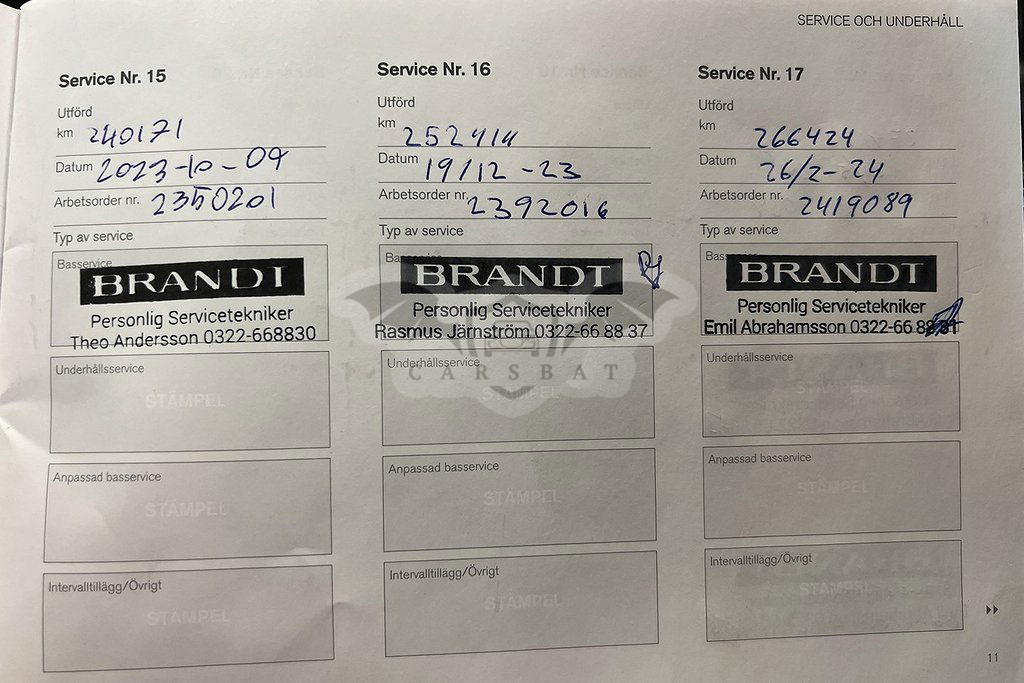 SERVICE OCH UNDERHÅLL
Service Nr. 15
Utförd
km 240171
Datum 2023-10-09
Arbetsorder nr. 2350201
Typ av service
Basservice
BRANDT
Personlig Servicetekniker
Theo Andersson 0322-668830
Underhållsservice
STÄMPEL
Anpassad basservice
STÄMPEL
Intervalltillägg/Övrigt
STÄMPEL
Service Nr. 16
Utförd
km 252414
Datum 19/12-23
Arbetsorder nr. 2392016
Typ av service
BRANDT
Personlig Servicetekniker
Rasmus Järnström 0322-66 88 37
Underhållsservice
STÄMPEL
CARSBAT
Anpassad basservice
STÄMPEL
Intervalltillägg/Övrigt
STÄMPEL
Service Nr. 17
Utförd
km 266424
Datum 26/2-24
Arbetsorder nr. 2419089
Typ av service
BRANDT
Personlig Servicetekniker
Emil Abrahamsson 0322-66
Underhållsservice
Anpassad basservice
STÄMPEL
Intervalltillägg/Övrigt
STÄMPEL
11